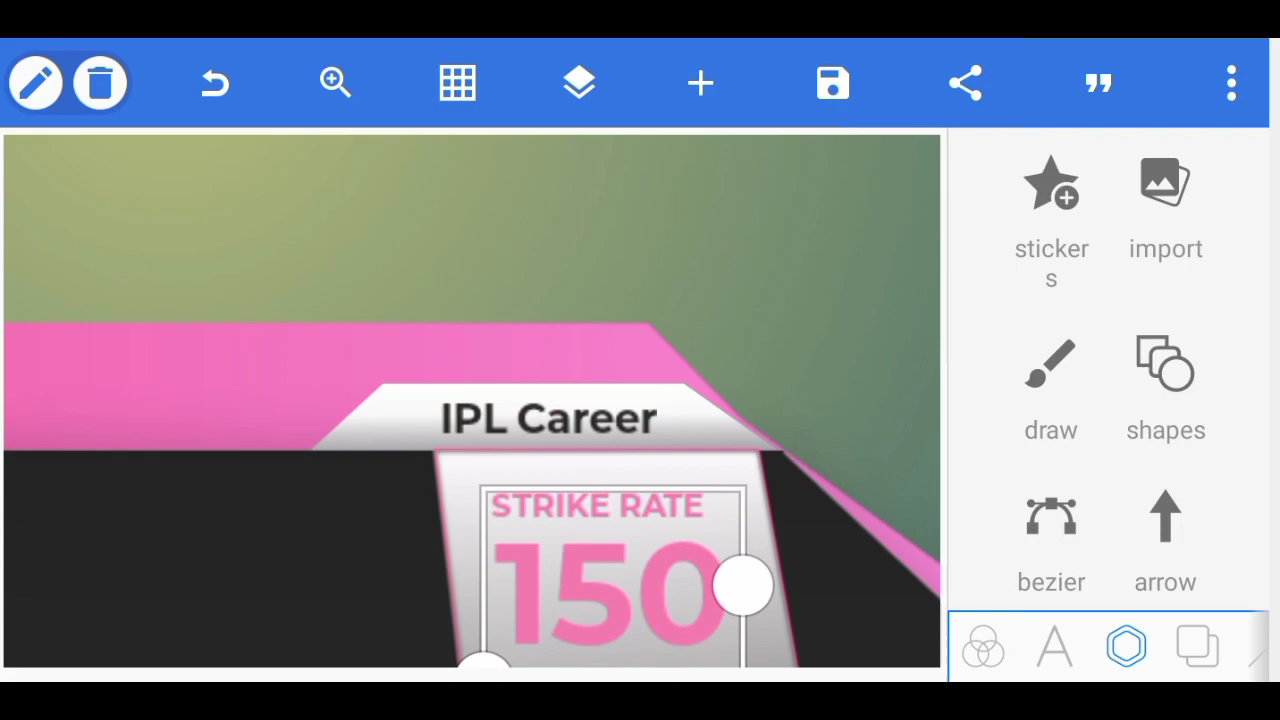 sticker
s
import
draw
shapes
bezier
arrow
IPL Career
STRIKE RATE
150